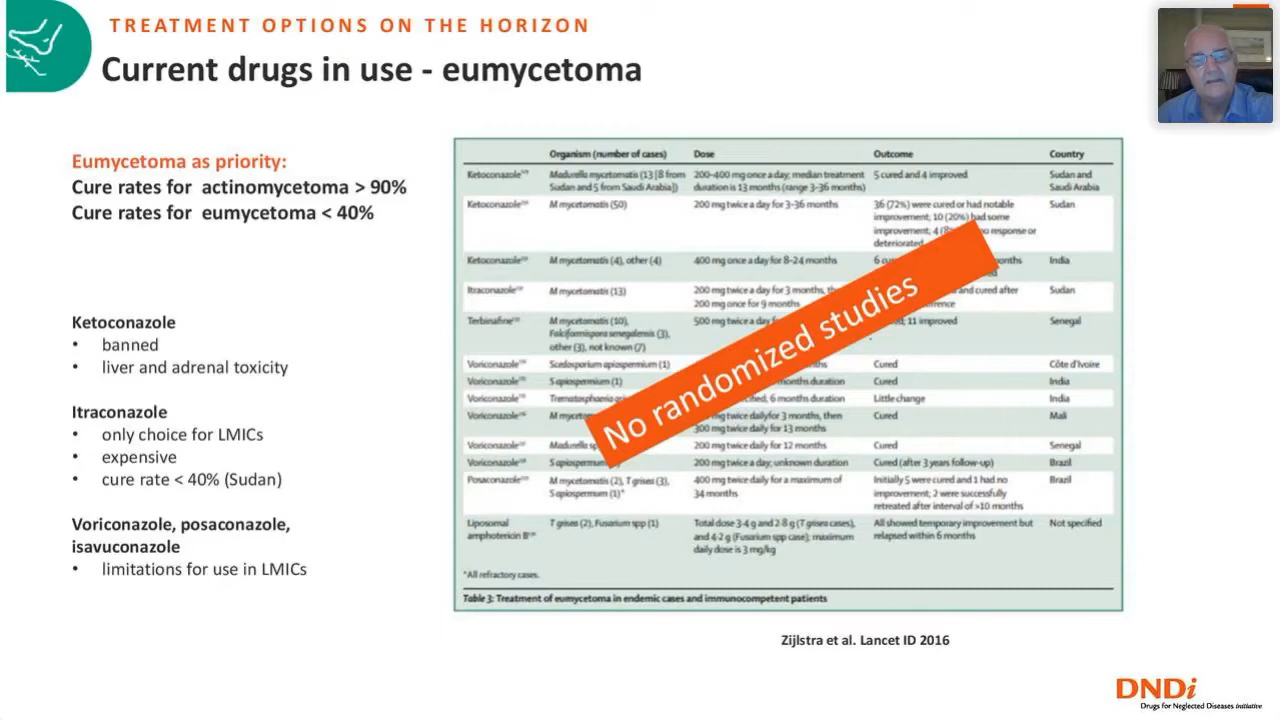 TREATMENT OPTIONS ON THE HORIZON
Current drugs in use - eumycetoma
Eumycetoma as priority:
Cure rates for actinomycetoma > 90%
Cure rates for eumycetoma < 40%
Ketoconazole
• banned
• liver and adrenal toxicity
Itraconazole
• only choice for LMICs
• expensive
• cure rate < 40% (Sudan)
Voriconazole, posaconazole,
isavuconazole
• limitations for use in LMICs
Organism (number of cases) Dose Outcome Country
Ketoconazole Madurella mycetomatis (13 [8 from 200–400 mg once a day; median treatment 5 cured and 4 improved Sudan and
Sudan and 5 from Saudi Arabia]) duration is 13 months (range 3–36 months) Saudi Arabia
Ketoconazole M mycetomatis (50) 200 mg twice a day for 3–36 months 36 (72%) were cured or had notable Sudan
improvement; 10 (20%) had some
improvement; 4 no response or
deteriorated
Ketoconazole M mycetomatis (4), other (4) 400 mg once a day for 8–24 months 6 India
Itraconazole M mycetomatis (13) 200 mg twice a day for 3 months, and cured after Sudan
200 mg once for 9 months
Terbinafine M mycetomatis (10), 500 mg twice a day 11 improved Senegal
Falciformispora senegalensis (3),
other (3), not known (7)
Voriconazole Scedosporium apiospermium (1) Cured Côte d'Ivoire
Voriconazole S apiospermium (1) months duration Cured India
Voriconazole 6 months duration Little change India
Voriconazole twice daily for 3 months, then Cured Mali
300 mg twice daily for 13 months
Voriconazole 200 mg twice daily for 12 months Cured Senegal
Voriconazole 200 mg twice a day; unknown duration Cured (after 3 years follow-up) Brazil
Posaconazole M mycetomatis (2), T grisea (3), 400 mg twice daily for a maximum of Initially 5 were cured and 1 had no Brazil
S apiospermum (1)* 34 months improvement; 2 were successfully
retreated after interval of >10 months
Liposomal T grisea (2), Fusarium spp (1) Total dose 3·4 g and 2·8 g (T grisea cases), All showed temporary improvement but Not specified
amphotericin B and 4·2 g (Fusarium spp case); maximum relapsed within 6 months
daily dose is 3 mg/kg
*All refractory cases.
Table 3: Treatment of eumycetoma in endemic cases and immunocompetent patients
No randomized studies
Zijlstra et al. Lancet ID 2016
DNDi
Drugs for Neglected Diseases initiative